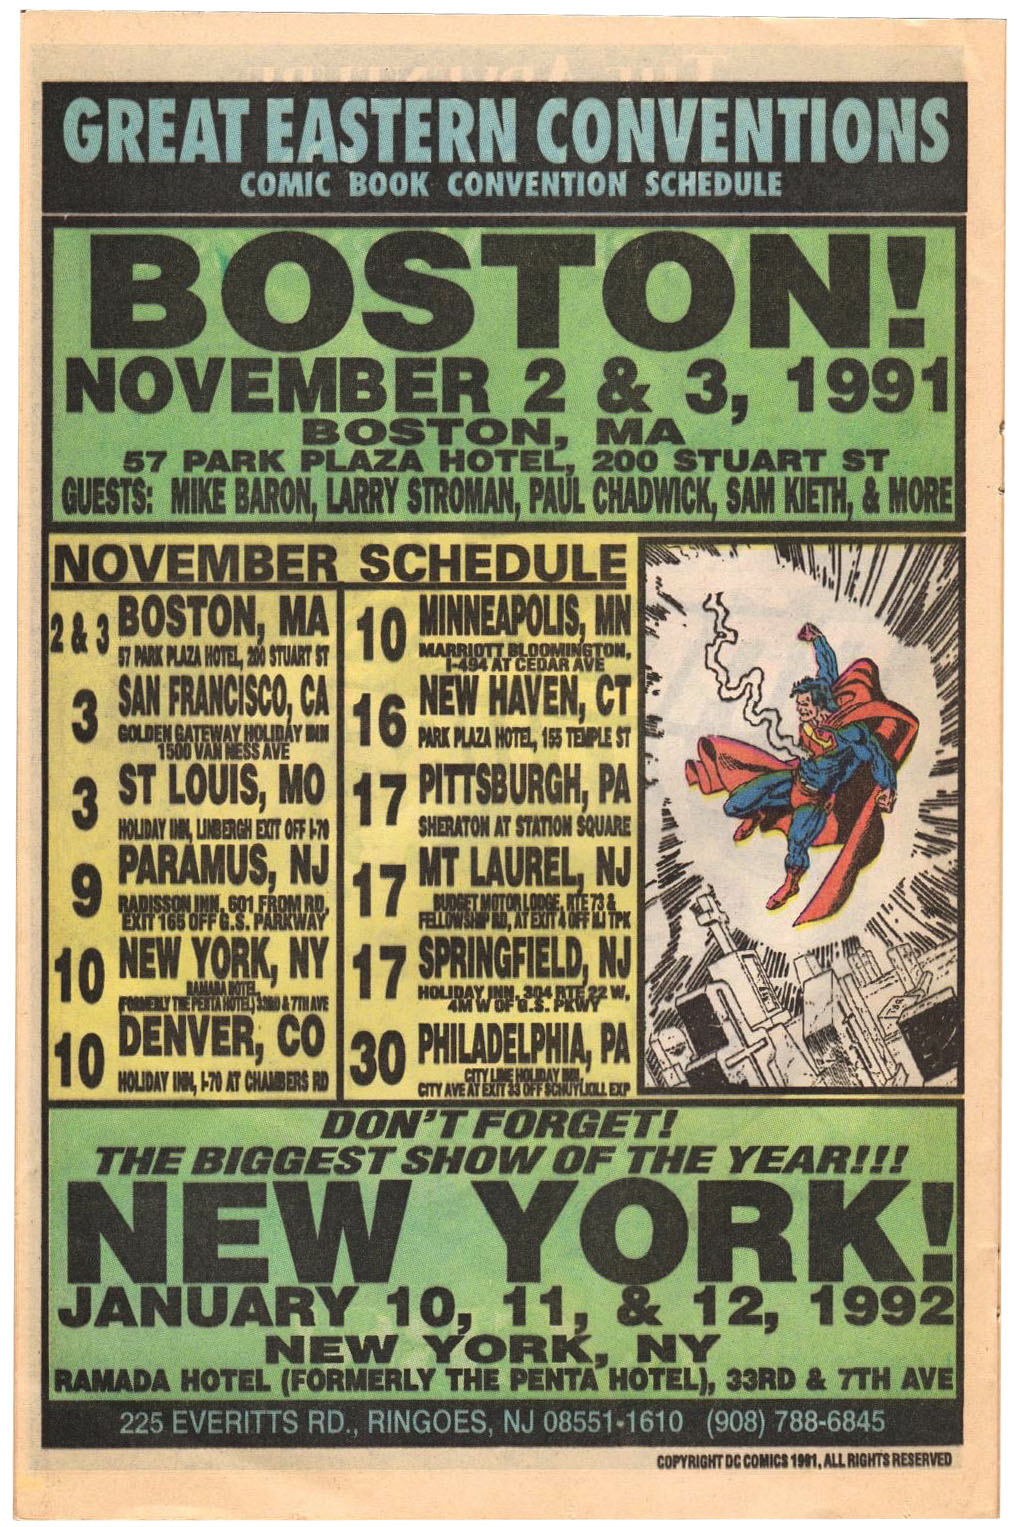 GREAT EASTERN CONVENTIONS
COMIC BOOK CONVENTION SCHEDULE
BOSTON!
NOVEMBER 2 & 3, 1991
BOSTON, MA
57 PARK PLAZA HOTEL, 200 STUART ST
GUESTS: MIKE BARON, LARRY STROMAN, PAUL CHADWICK, SAM KIETH, & MORE
NOVEMBER SCHEDULE
2 & 3 BOSTON, MA
57 PARK PLAZA HOTEL, 200 STUART ST
3 SAN FRANCISCO, CA
GOLDEN GATEWAY HOLIDAY INN
1500 VAN NESS AVE
3 ST LOUIS, MO
HOLIDAY INN, LINBERGH EXIT OFF I-70
9 PARAMUS, NJ
RADISSON INN, 601 FROM RD,
EXIT 165 OFF G.S. PARKWAY
10 NEW YORK, NY
RAMADA HOTEL
(FORMERLY THE PENTA HOTEL) 33RD & 7TH AVE
10 DENVER, CO
HOLIDAY INN, I-70 AT CHAMBERS RD
10 MINNEAPOLIS, MN
MARRIOTT BLOOMINGTON,
I-494 AT CEDAR AVE
16 NEW HAVEN, CT
PARK PLAZA HOTEL, 155 TEMPLE ST
17 PITTSBURGH, PA
SHERATON AT STATION SQUARE
17 MT LAUREL, NJ
BUDGET MOTOR LODGE, RTE 73 &
FELLOWSHIP RD, AT EXIT 4 OFF NJ TPK
17 SPRINGFIELD, NJ
HOLIDAY INN, 304 RTE 22 W,
4M W OF G.S. PKWY
30 PHILADELPHIA, PA
CITY LINE HOLIDAY INN,
CITY AVE AT EXIT 33 OFF SCHUYLKILL EXP
DON'T FORGET!
THE BIGGEST SHOW OF THE YEAR!!!
NEW YORK!
JANUARY 10, 11, & 12, 1992
NEW YORK, NY
RAMADA HOTEL (FORMERLY THE PENTA HOTEL), 33RD & 7TH AVE
225 EVERITTS RD., RINGOES, NJ 08551-1610 (908) 788-6845
COPYRIGHT DC COMICS 1991, ALL RIGHTS RESERVED